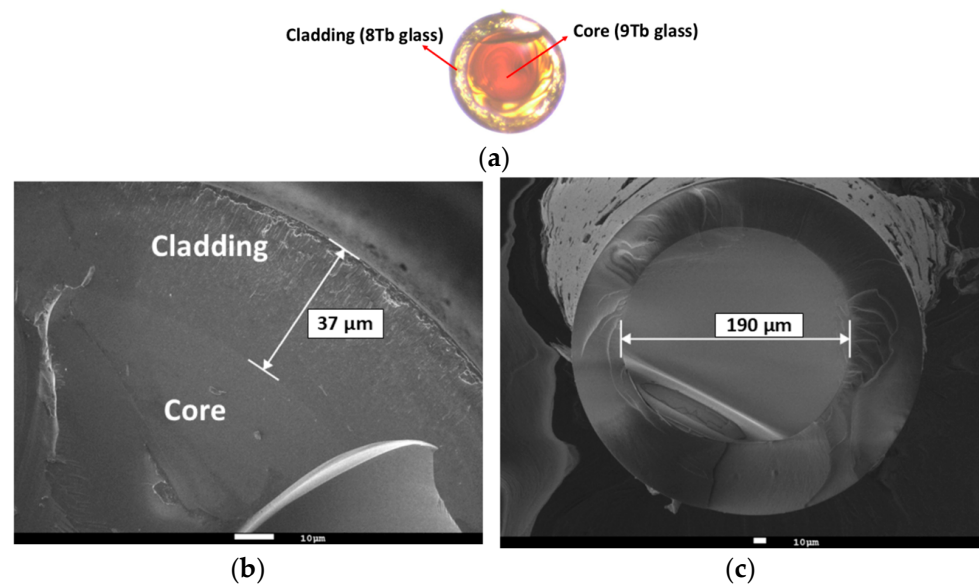 Cladding (8Tb glass)
Core (9Tb glass)
(a)
Cladding
37 µm
Core
10µm
190 µm
10µm
(b)
(c)